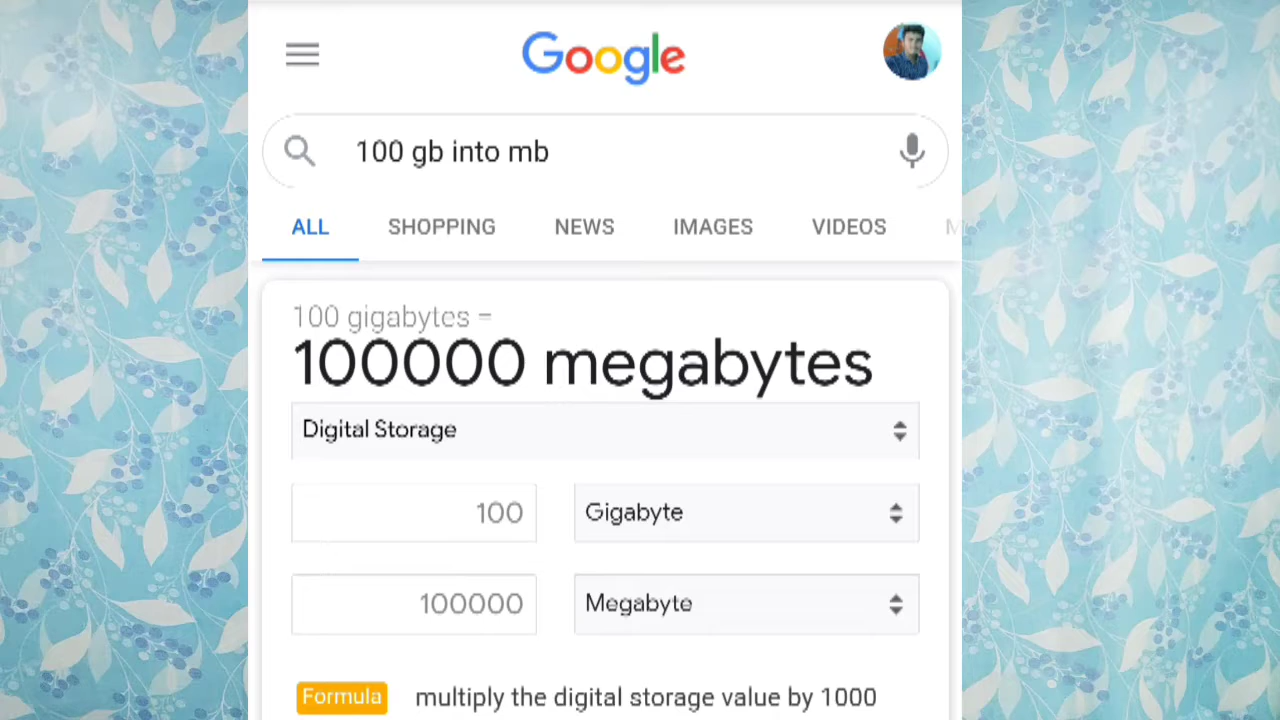 Google
100 gb into mb
ALL SHOPPING NEWS IMAGES VIDEOS
100 gigabytes =
100000 megabytes
Digital Storage
100 Gigabyte
100000 Megabyte
Formula multiply the digital storage value by 1000